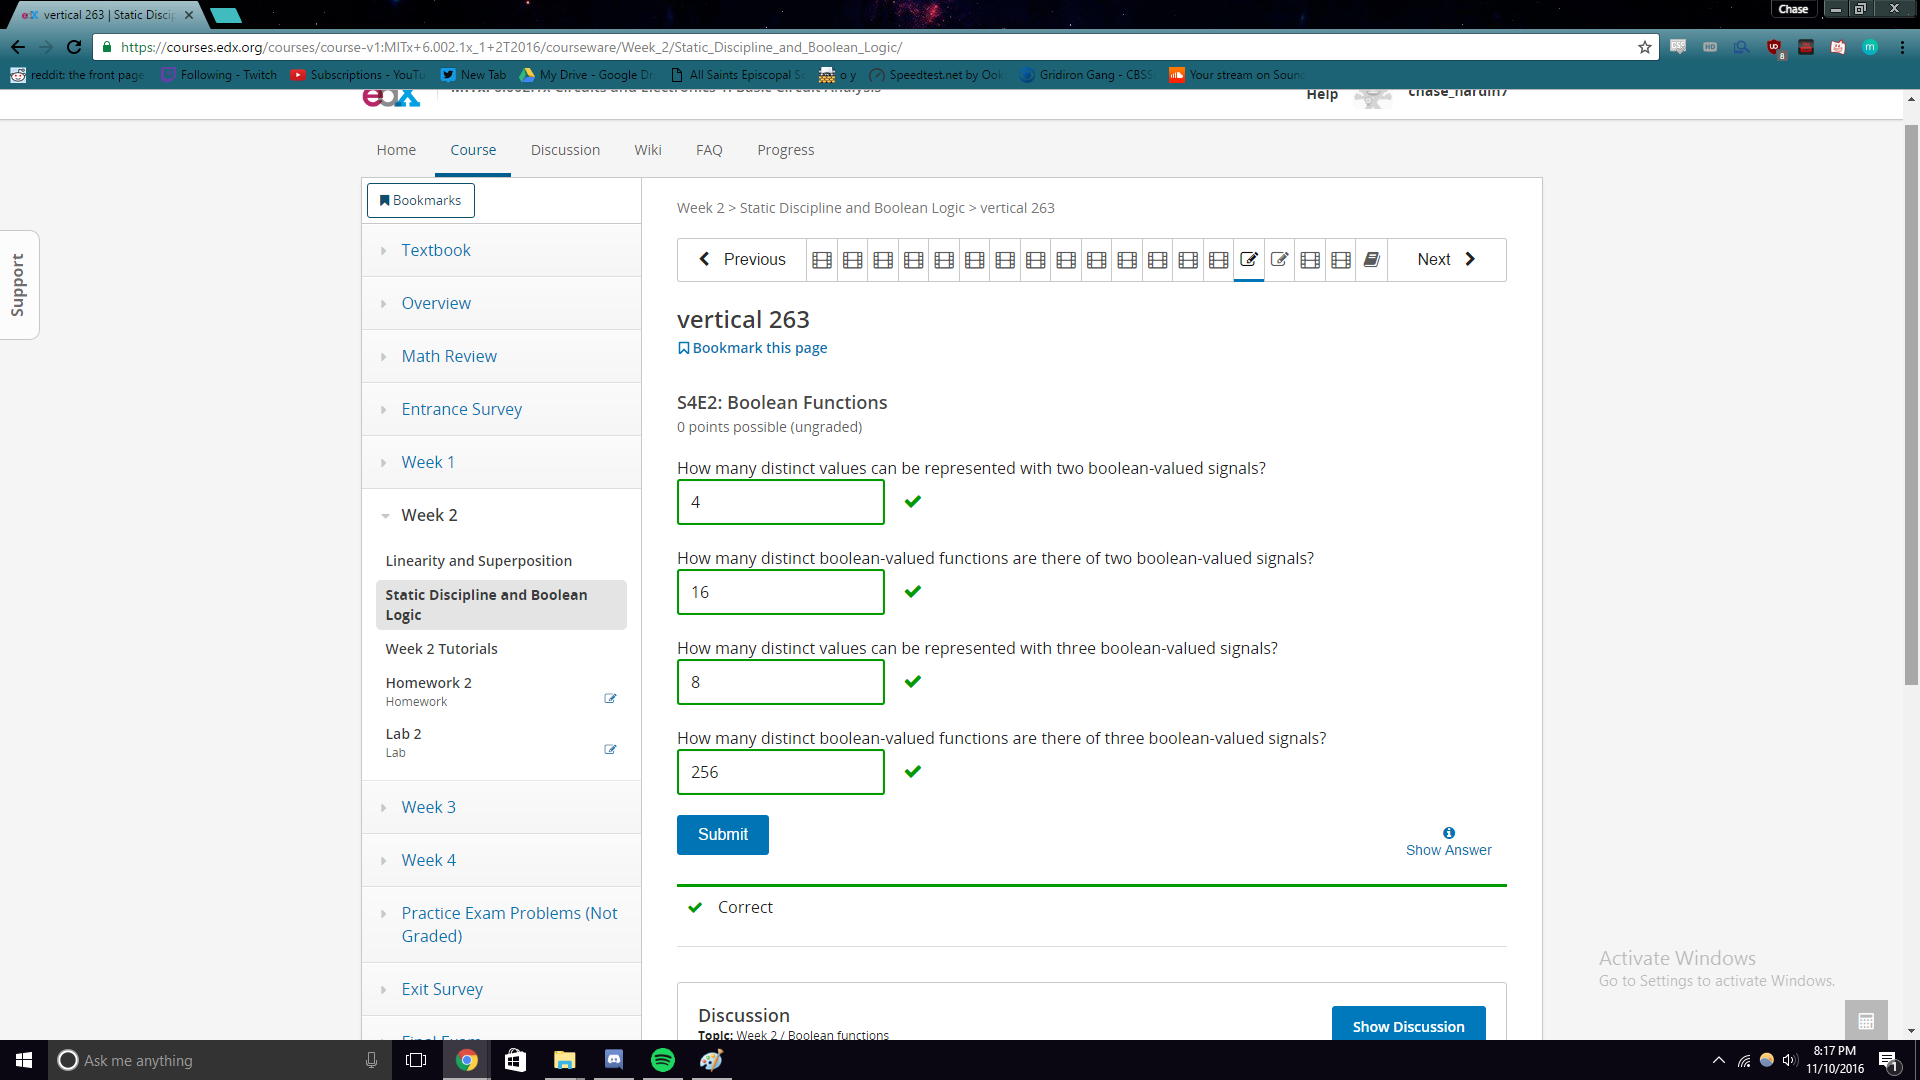 Chase
vertical 263 | Static Discip
https://courses.edx.org/courses/course-v1:MITx+6.002.1x_1+2T2016/courseware/Week_2/Static_Discipline_and_Boolean_Logic/
reddit: the front page
Following - Twitch
Subscriptions - YouTu
New Tab
My Drive - Google Dr
All Saints Episcopal Sc
o y
Speedtest.net by Ook
Gridiron Gang - CBSS
Your stream on Soun
edX
Help
chase_hardin7
Home
Course
Discussion
Wiki
FAQ
Progress
Support
Bookmarks
Textbook
Overview
Math Review
Entrance Survey
Week 1
Week 2
Linearity and Superposition
Static Discipline and Boolean
Logic
Week 2 Tutorials
Homework 2
Homework
Lab 2
Lab
Week 3
Week 4
Practice Exam Problems (Not
Graded)
Exit Survey
Week 2 > Static Discipline and Boolean Logic > vertical 263
Previous
Next
vertical 263
Bookmark this page
S4E2: Boolean Functions
0 points possible (ungraded)
How many distinct values can be represented with two boolean-valued signals?
4
How many distinct boolean-valued functions are there of two boolean-valued signals?
16
How many distinct values can be represented with three boolean-valued signals?
8
How many distinct boolean-valued functions are there of three boolean-valued signals?
256
Submit
Show Answer
Correct
Discussion
Topic: Week 2 / Boolean functions
Show Discussion
Activate Windows
Go to Settings to activate Windows.
Ask me anything
8:17 PM
11/10/2016
1